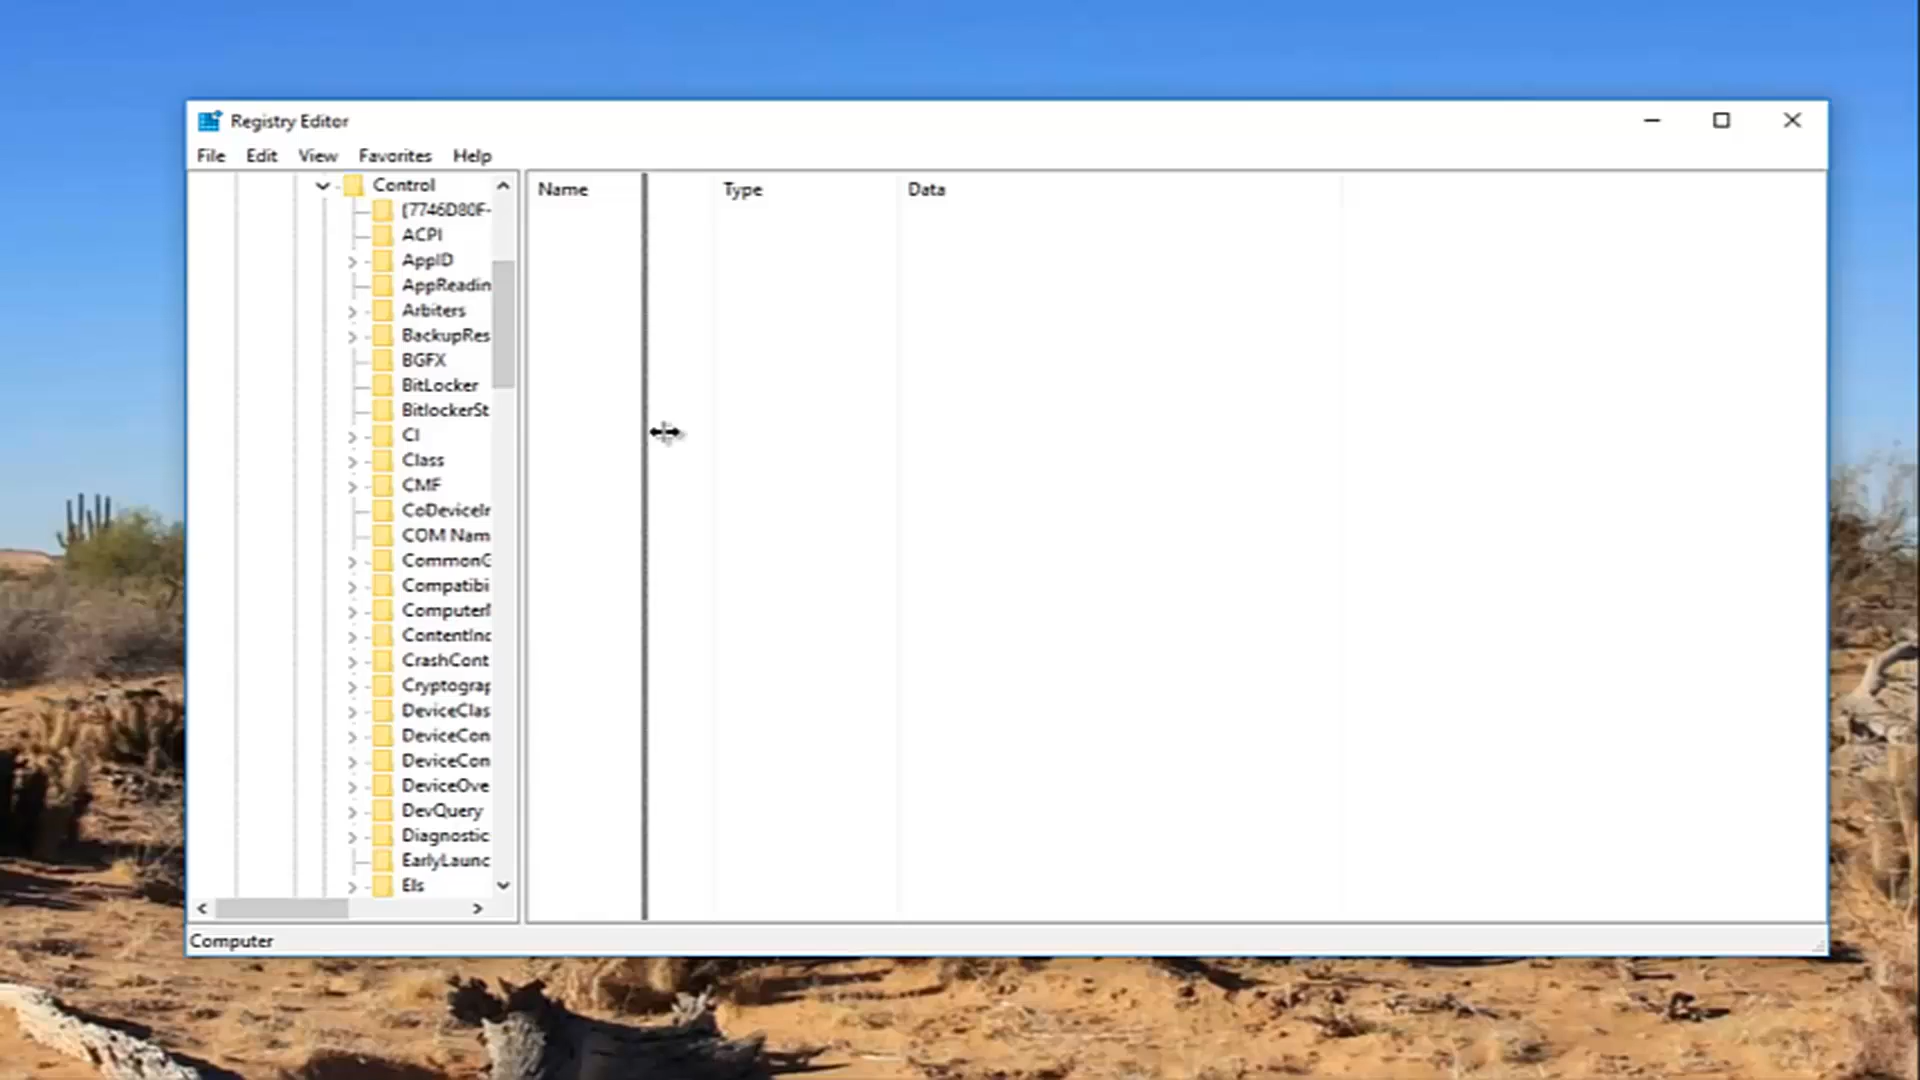 Registry Editor
File Edit View Favorites Help
Name Type Data
Control
{7746D80F-
ACPI
AppID
AppReadin
Arbiters
BackupRes
BGFX
BitLocker
BitlockerSt
CI
Class
CMF
CoDeviceIr
COM Nam
CommonG
Compatibi
ComputerN
ContentInd
CrashCont
Cryptograp
DeviceClas
DeviceCon
DeviceCon
DeviceOve
DevQuery
Diagnostic
EarlyLaunc
Els
Computer